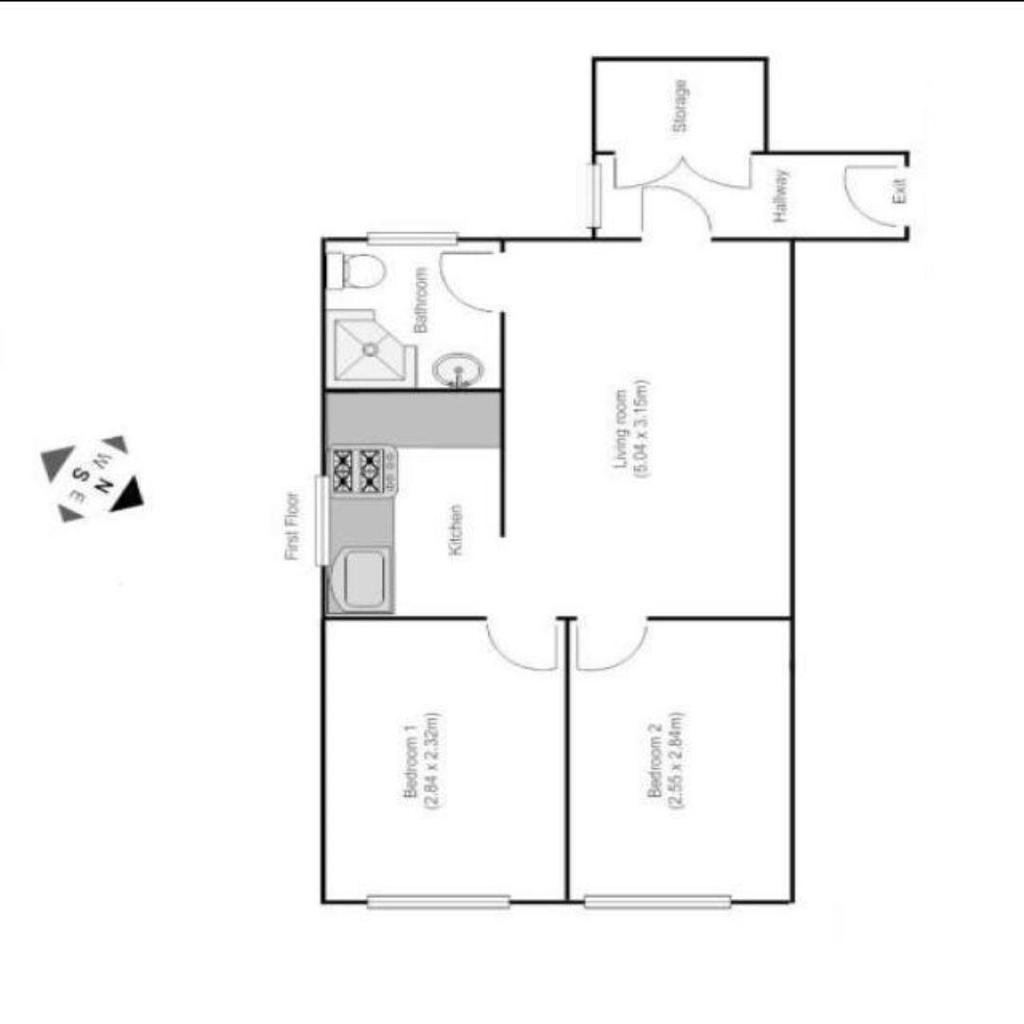 First Floor
Bathroom
Kitchen
Living room
(5.04 x 3.15m)
Storage
Hallway
Exit
Bedroom 1
(2.84 x 2.32m)
Bedroom 2
(2.55 x 2.84m)
W
S
N
E